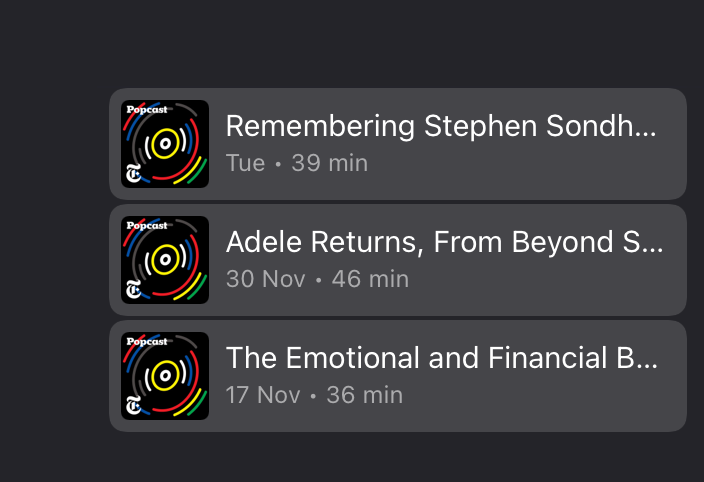 Popcast
Remembering Stephen Sondh...
Tue • 39 min
Popcast
Adele Returns, From Beyond S...
30 Nov • 46 min
Popcast
The Emotional and Financial B...
17 Nov • 36 min